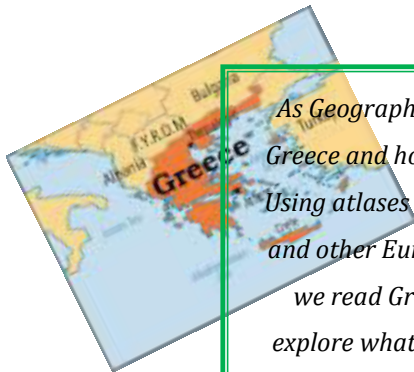 Bulgaria
F.Y.R.O.M
Albania
Greece
As Geograph
Greece and ho
Using atlases
and other Eur
we read Gr
explore what